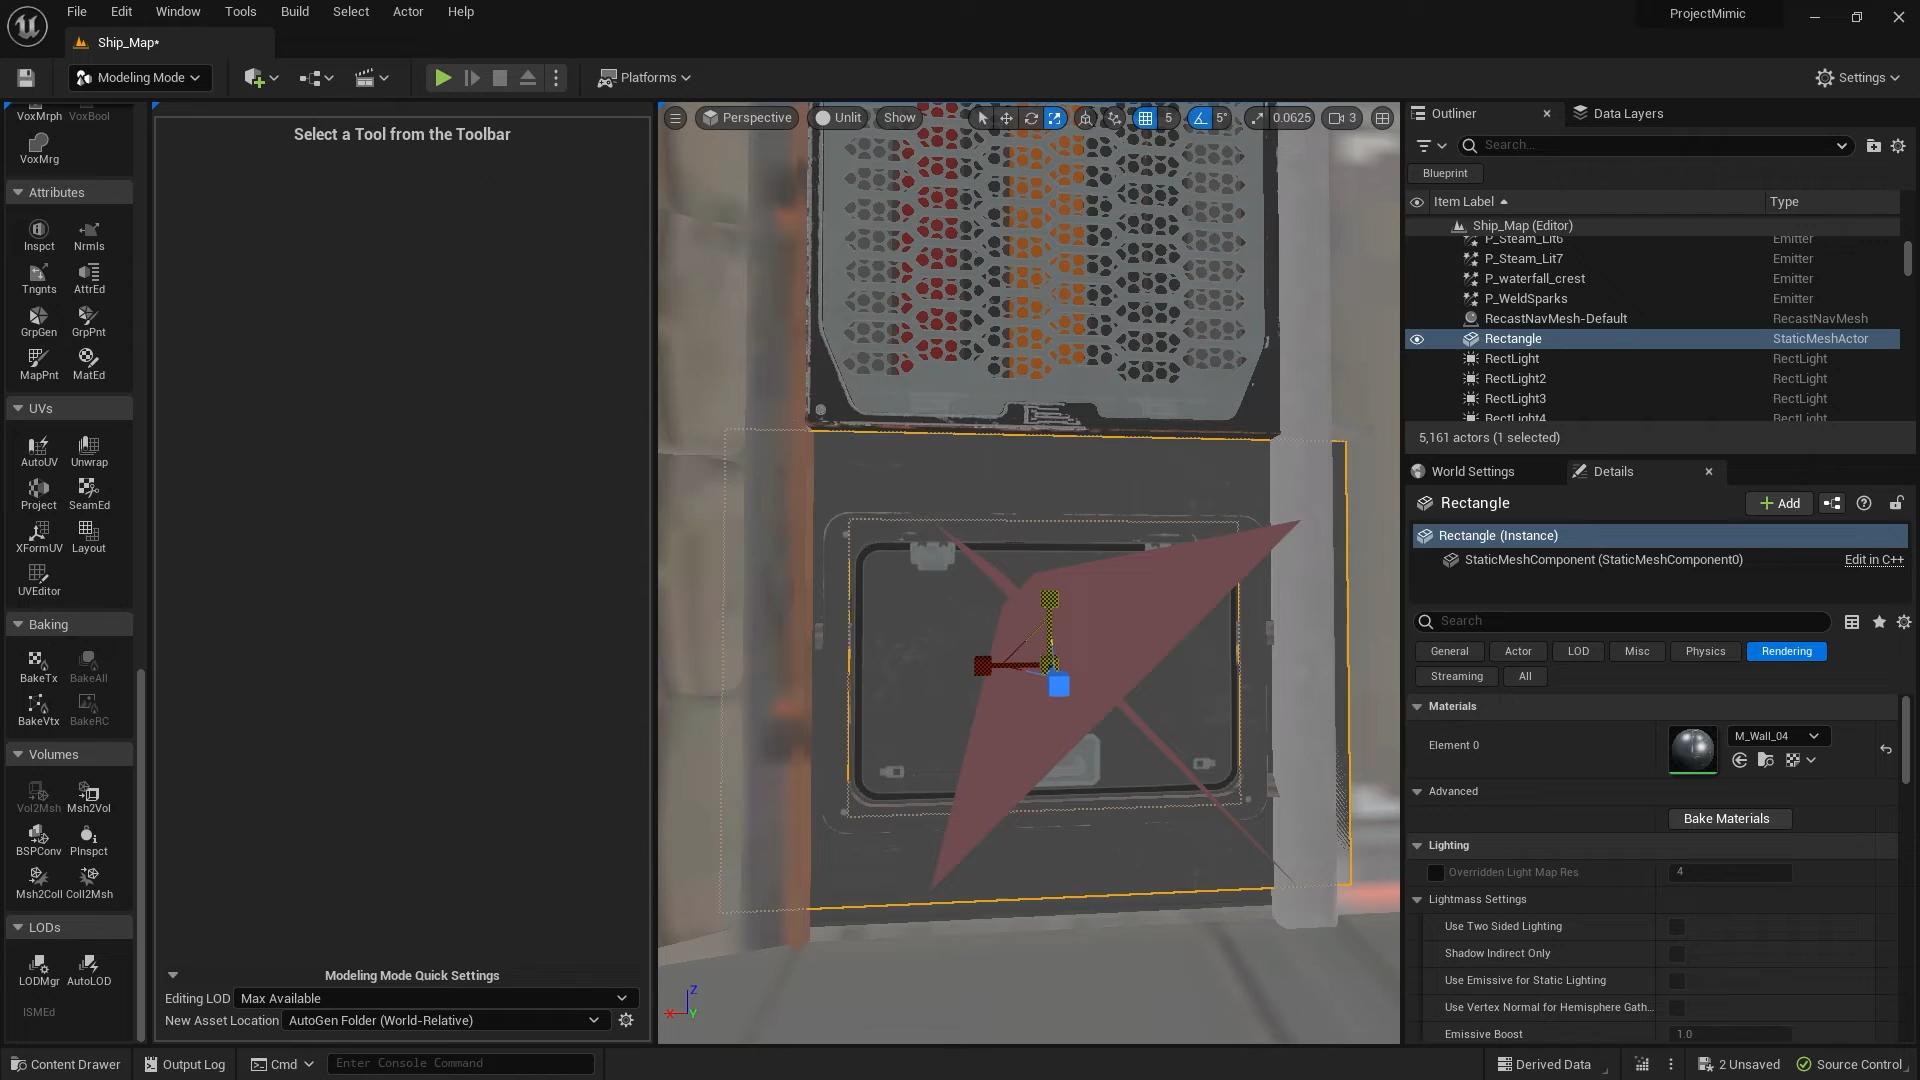 File Edit Window Tools Build Select Actor Help
ProjectMimic
Ship_Map*
Modeling Mode
Platforms
Settings
VoxMrph VoxBool
VoxMrg
Attributes
Inspct Nrmls
Tngnts AttrEd
GrpGen GrpPnt
MapPnt MatEd
UVs
AutoUV Unwrap
Project SeamEd
XFormUV Layout
UVEditor
Baking
BakeTx BakeAll
BakeVtx BakeRC
Volumes
Vol2Msh Msh2Vol
BSPConv PInspct
Msh2Coll Coll2Msh
LODs
LODMgr AutoLOD
ISMEd
Select a Tool from the Toolbar
Modeling Mode Quick Settings
Editing LOD Max Available
New Asset Location AutoGen Folder (World-Relative)
Perspective Unlit Show 5 5° 0.0625 3
Z
X Y
Outliner Data Layers
Search...
Blueprint
Item Label Type
Ship_Map (Editor)
P_Steam_Lit6 Emitter
P_Steam_Lit7 Emitter
P_waterfall_crest Emitter
P_WeldSparks Emitter
RecastNavMesh-Default RecastNavMesh
Rectangle StaticMeshActor
RectLight RectLight
RectLight2 RectLight
RectLight3 RectLight
RectLight4 RectLight
5,161 actors (1 selected)
World Settings Details
Rectangle Add
Rectangle (Instance)
StaticMeshComponent (StaticMeshComponent0) Edit in C++
Search
General Actor LOD Misc Physics Rendering
Streaming All
Materials
Element 0 M_Wall_04
Advanced
Bake Materials
Lighting
Overridden Light Map Res 4
Lightmass Settings
Use Two Sided Lighting
Shadow Indirect Only
Use Emissive for Static Lighting
Use Vertex Normal for Hemisphere Gath...
Emissive Boost 1.0
Content Drawer Output Log Cmd Enter Console Command Derived Data 2 Unsaved Source Control